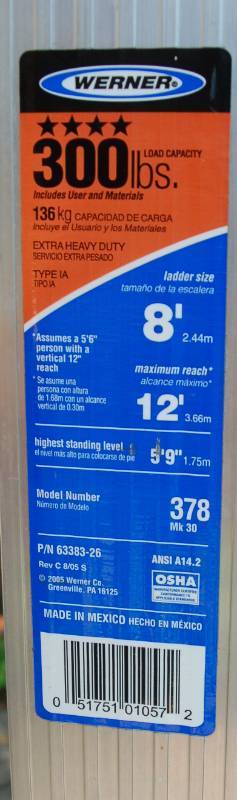 WERNER®
★★★★
300lbs. LOAD CAPACITY
Includes User and Materials
136 kg CAPACIDAD DE CARGA
Incluye el Usuario y los Materiales
EXTRA HEAVY DUTY
SERVICIO EXTRA PESADO
TYPE IA
TIPO IA
ladder size
tamaño de la escalera
8' 2.44m
*Assumes a 5'6"
person with a
vertical 12"
reach
*Se asume una
persona con altura
de 1.68m con un alcance
vertical de 0.30m
maximum reach*
alcance máximo*
12' 3.66m
highest standing level
el nivel más alto para colocarse de pie
5'9" 1.75m
Model Number
Número de Modelo
378
Mk 30
P/N 63383-26
Rev C 8/05 S
© 2005 Werner Co.
Greenville, PA 16125
ANSI A14.2
OSHA
MANUFACTURER CERTIFIES
CONFORMANCE TO
APPLICABLE STANDARDS
MADE IN MEXICO HECHO EN MÉXICO
0 51751 01057 2